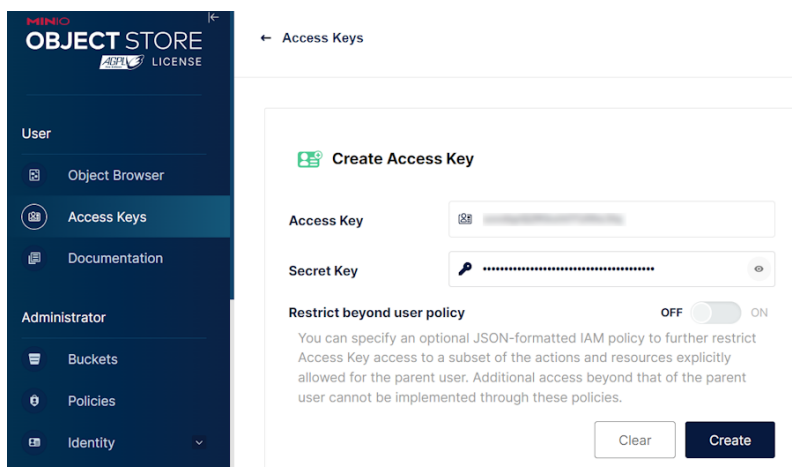 MINIO
OBJECT STORE
AGPLv3 LICENSE
User
Object Browser
Access Keys
Documentation
Administrator
Buckets
Policies
Identity
← Access Keys
Create Access Key
Access Key
Secret Key ••••••••••••••••••••••••••••••••••••••••
Restrict beyond user policy OFF ON
You can specify an optional JSON-formatted IAM policy to further restrict
Access Key access to a subset of the actions and resources explicitly
allowed for the parent user. Additional access beyond that of the parent
user cannot be implemented through these policies.
Clear Create